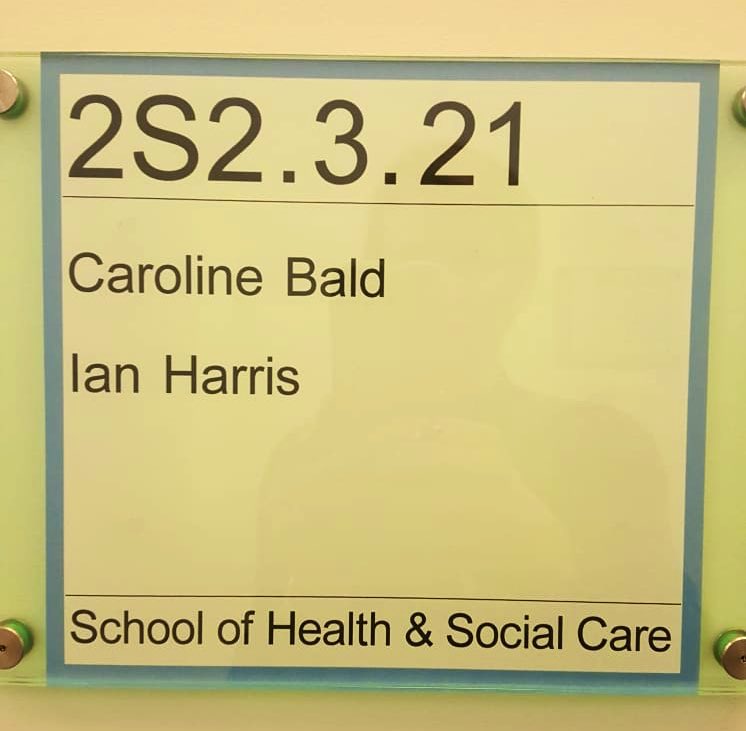 2S2.3.21
Caroline Bald
Ian Harris
School of Health & Social Care